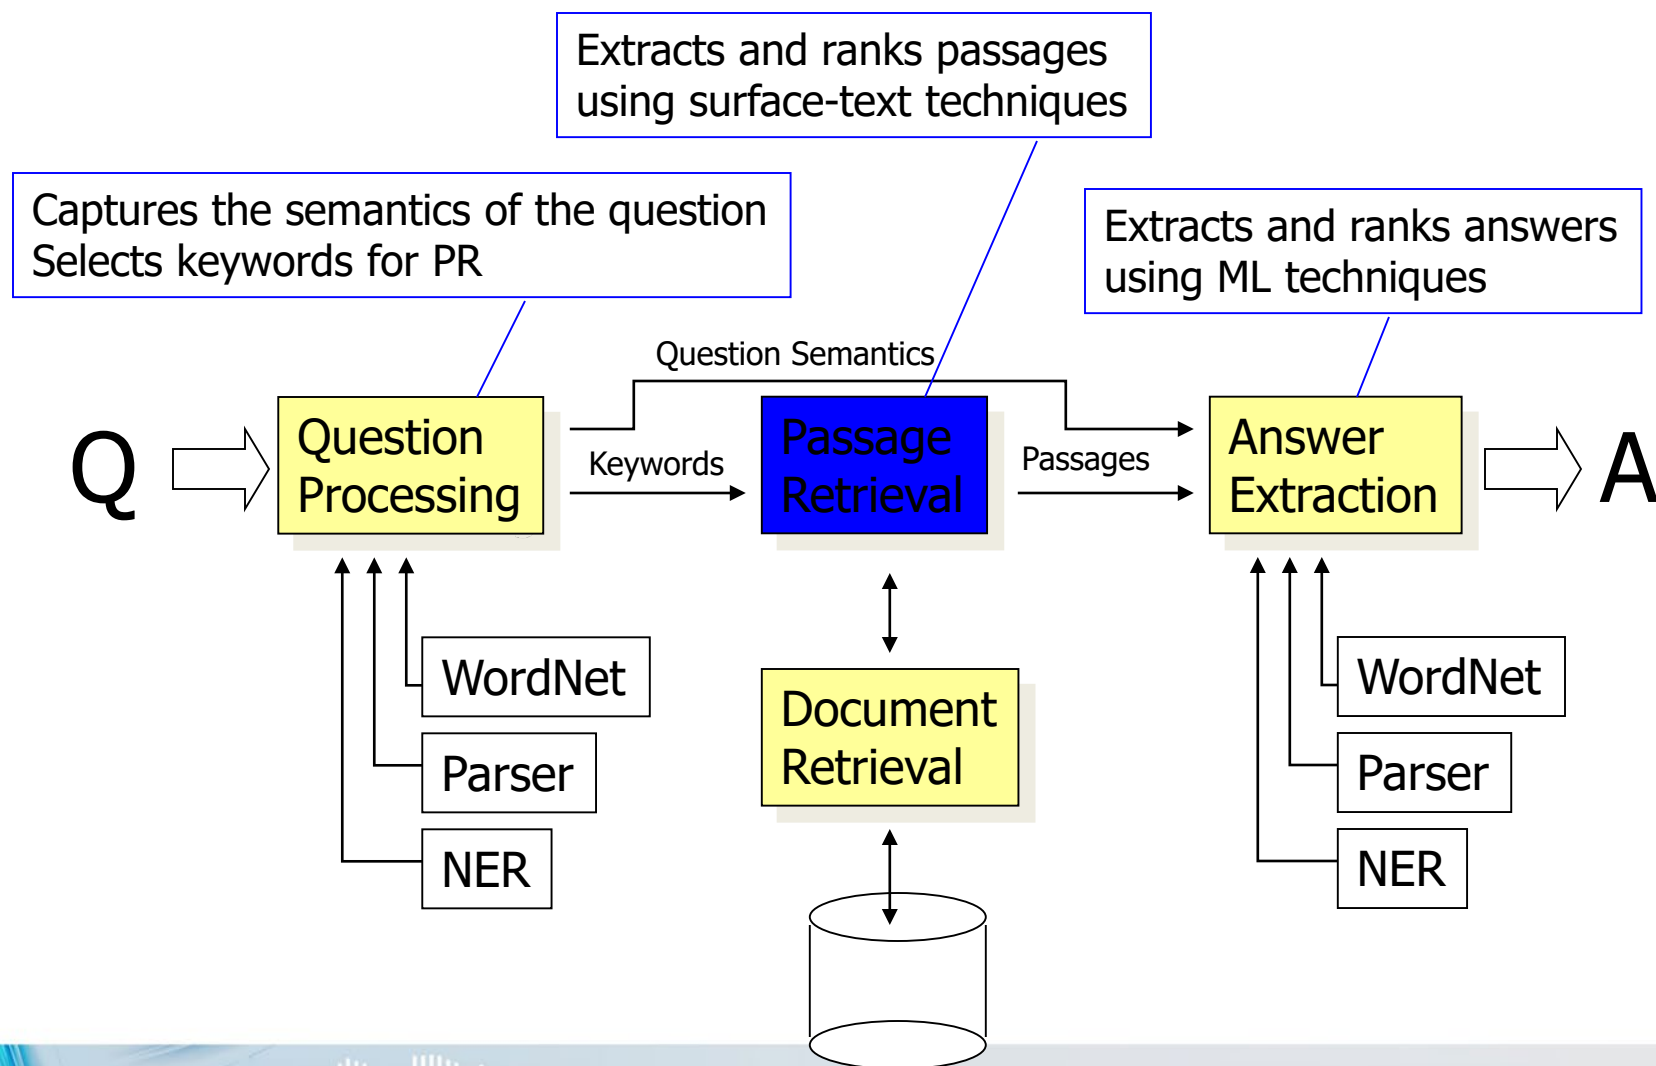 Extracts and ranks passages
using surface-text techniques
Captures the semantics of the question
Selects keywords for PR
Extracts and ranks answers
using ML techniques
Question Semantics
Q
Question
Processing
Keywords
Passage
Retrieval
Passages
Answer
Extraction
A
WordNet
Parser
NER
Document
Retrieval
WordNet
Parser
NER